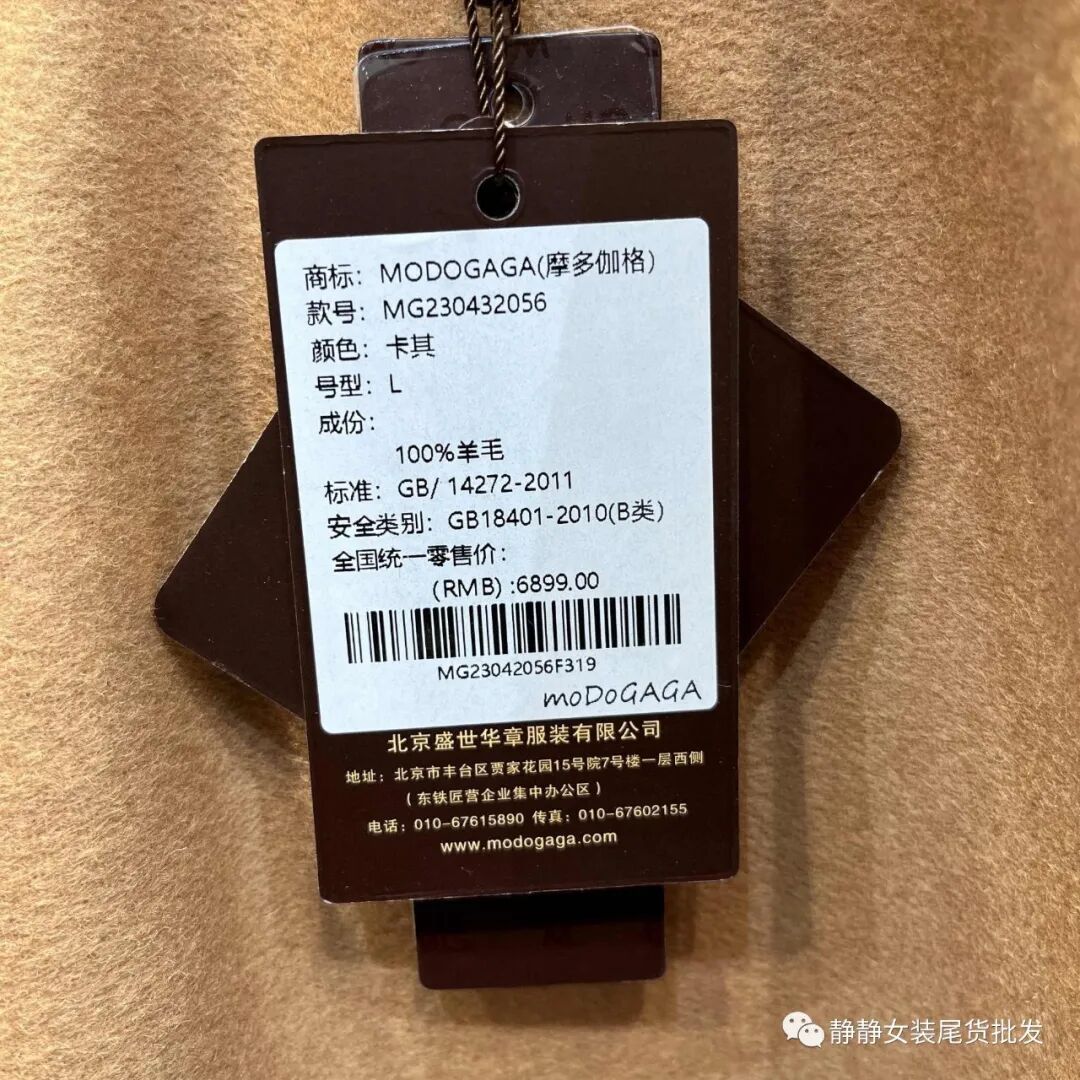 商标：MODOGAGA(摩多伽格)
款号：MG230432056
颜色：卡其
号型：L
成份：
100%羊毛
标准：GB/ 14272-2011
安全类别：GB18401-2010(B类)
全国统一零售价：
(RMB) :6899.00
MG23042056F319
moDoGAGA
北京盛世华章服装有限公司
地址：北京市丰台区贾家花园15号院7号楼一层西侧
（东铁匠营企业集中办公区）
电话：010-67615890 传真：010-67602155
www.modogaga.com
静静女装尾货批发